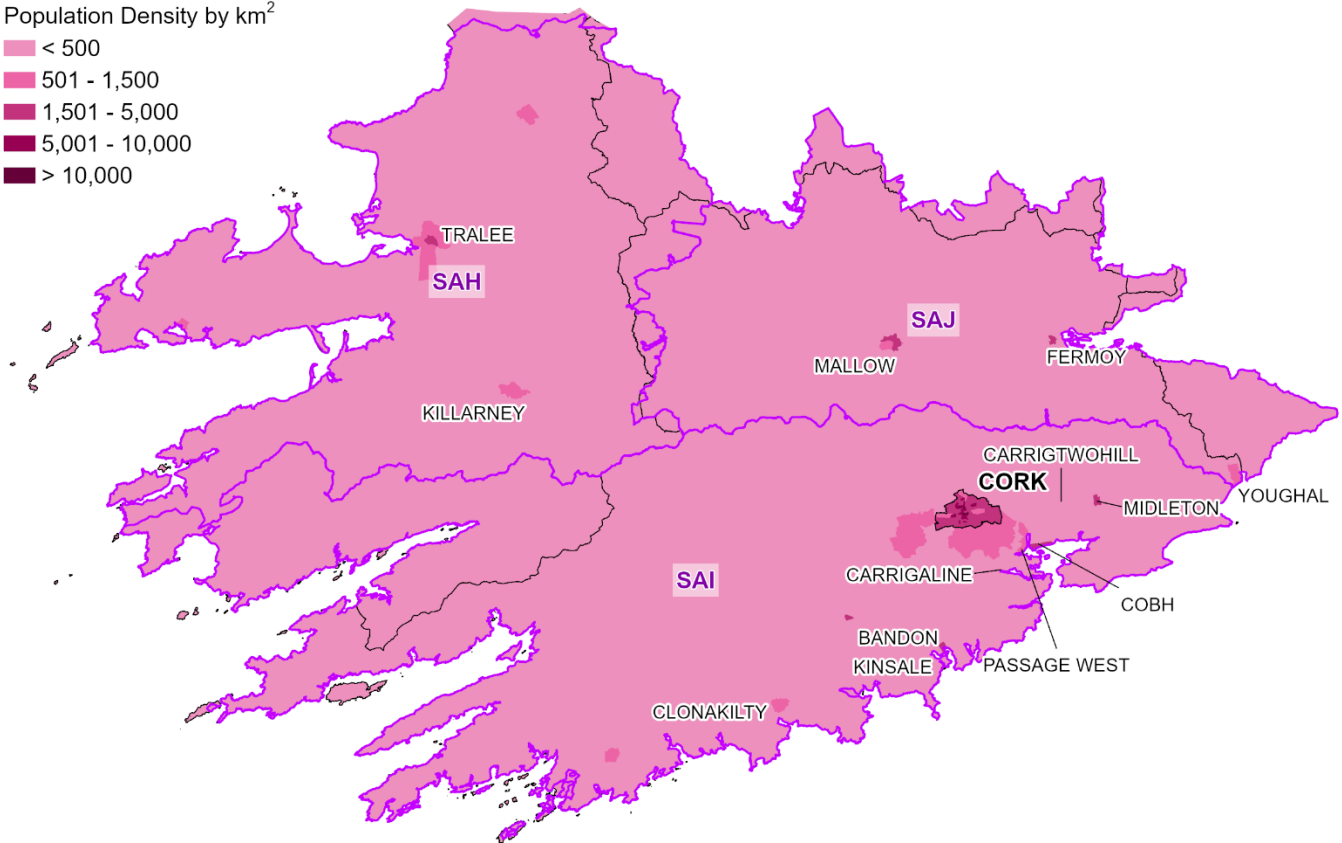 Population Density by km²
< 500
501 - 1,500
1,501 - 5,000
5,001 - 10,000
> 10,000
TRALEE
SAH
SAJ
MALLOW
FERMOY
KILLARNEY
CARRIGTWOHILL
CORK
YOUGHAL
MIDLETON
SAI
CARRIGALINE
COBH
BANDON
KINSALE
PASSAGE WEST
CLONAKILTY